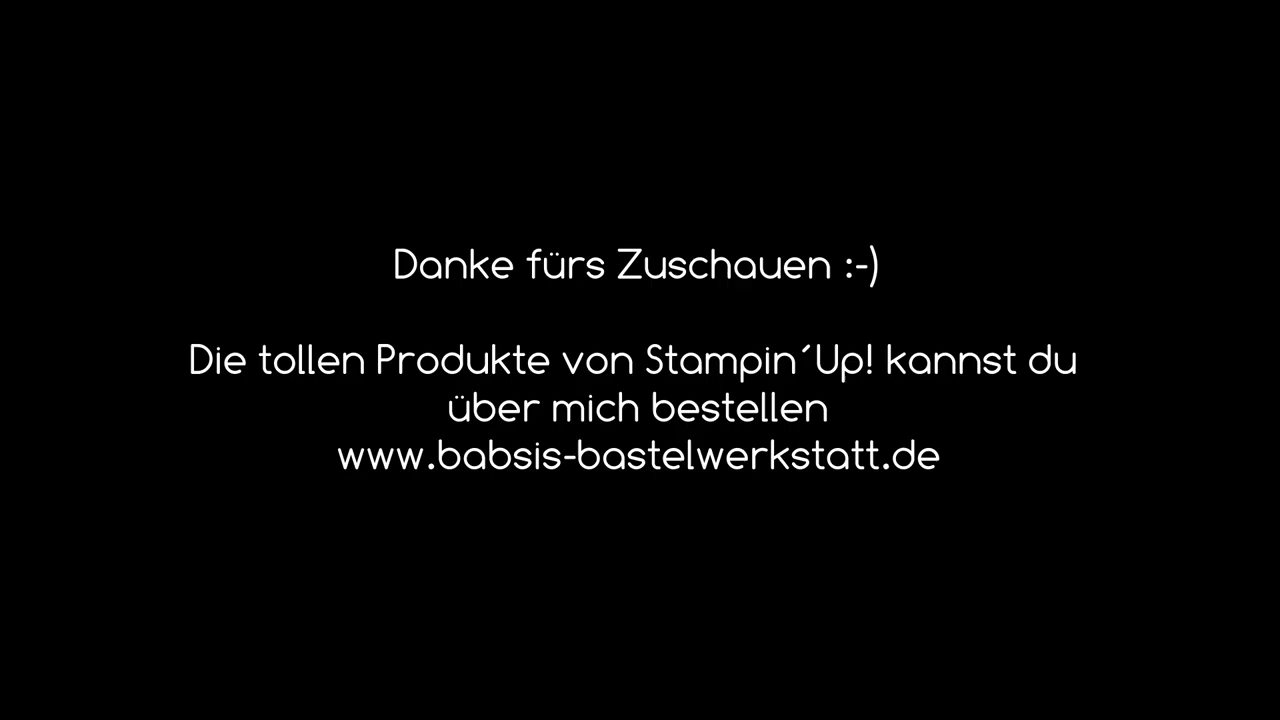 Danke fürs Zuschauen :-)
Die tollen Produkte von Stampin´Up! kannst du
über mich bestellen
www.babsis-bastelwerkstatt.de